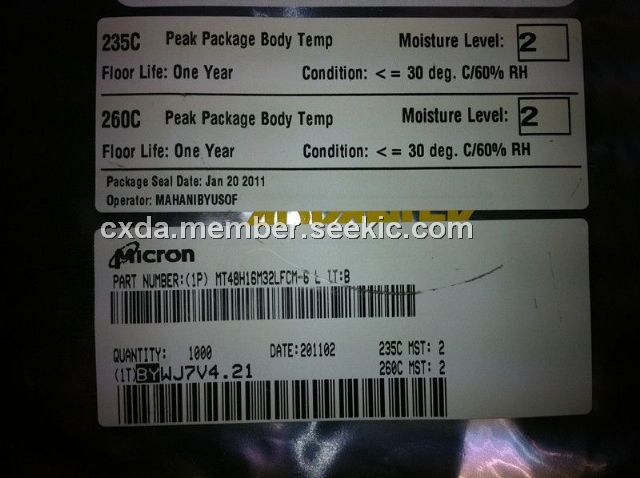 235C Peak Package Body Temp Moisture Level: 2
Floor Life: One Year Condition: <= 30 deg. C/60% RH
260C Peak Package Body Temp Moisture Level: 2
Floor Life: One Year Condition: <= 30 deg. C/60% RH
Package Seal Date: Jan 20 2011
Operator: MAHANIBYUSOF
cxda.member.seekic.com
Micron
PART NUMBER:(1P) MT48H16M32LFCM-6 L IT:B
QUANTITY: 1000 DATE:201102 235C MST: 2
(1T)BYWJ7V4.21 260C MST: 2